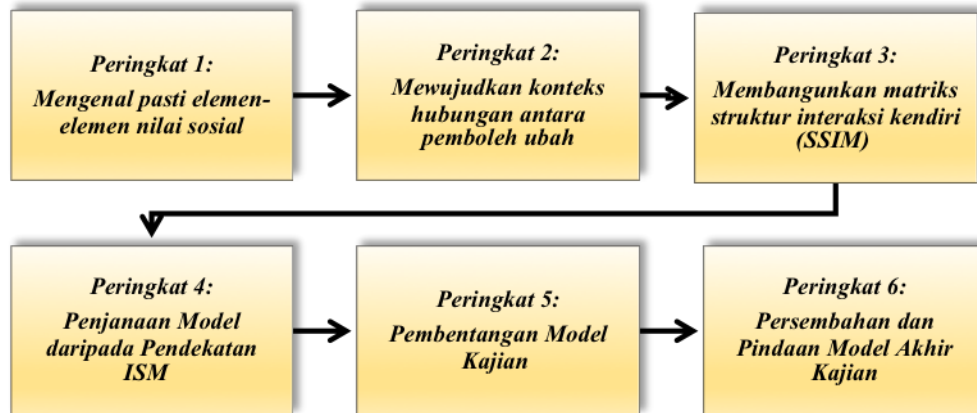 Peringkat 1:
Mengenal pasti elemen-
elemen nilai sosial
Peringkat 2:
Mewujudkan konteks
hubungan antara
pemboleh ubah
Peringkat 3:
Membangunkan matriks
struktur interaksi kendiri
(SSIM)
Peringkat 4:
Penjanaan Model
daripada Pendekatan
ISM
Peringkat 5:
Pembentangan Model
Kajian
Peringkat 6:
Persembahan dan
Pindaan Model Akhir
Kajian